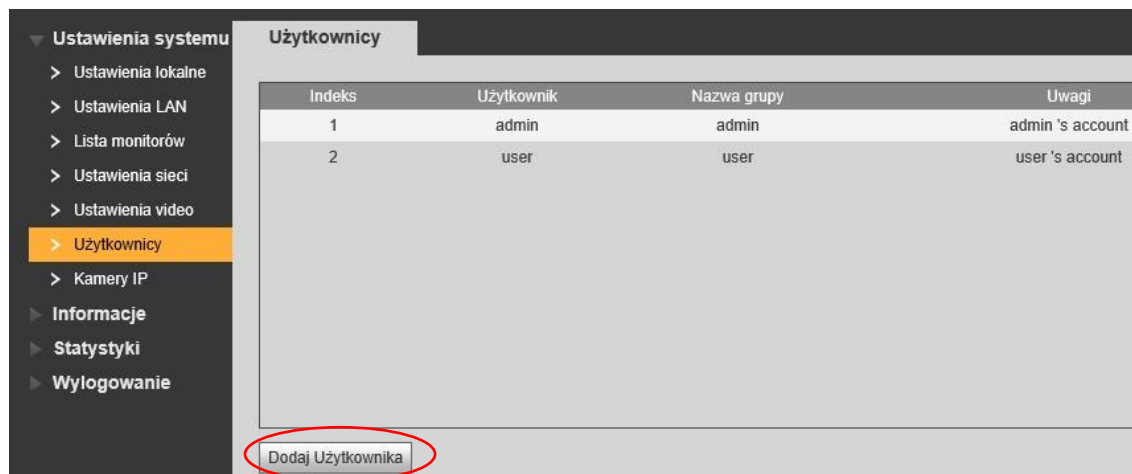 Ustawienia systemu
Ustawienia lokalne
Ustawienia LAN
Lista monitorów
Ustawienia sieci
Ustawienia video
Użytkownicy
Kamery IP
Informacje
Statystyki
Wylogowanie
Użytkownicy
Indeks Użytkownik Nazwa grupy Uwagi
1 admin admin admin 's account
2 user user user 's account
Dodaj Użytkownika